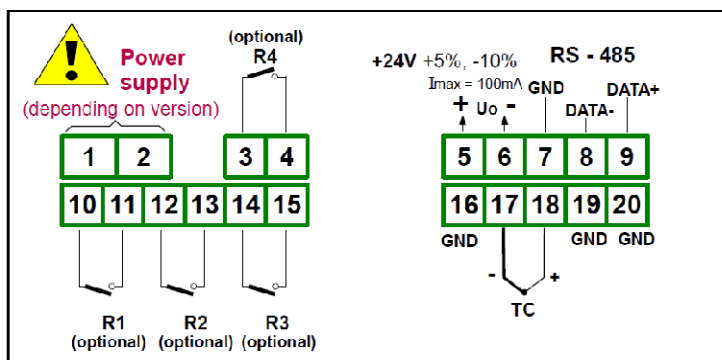 !
Power
supply
(depending on version)
(optional)
R4
+24V +5%, -10%
Imax = 100mA
+ Uo -
RS - 485
GND
DATA-
DATA+
1 2 3 4
10 11 12 13 14 15
R1
(optional)
R2
(optional)
R3
(optional)
5 6 7 8 9
16 17 18 19 20
GND
GND
GND
- +
TC